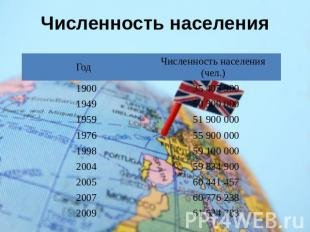 Численность населения
Год Численность населения
(чел.)
1900
1949
1959 51 900 000
1976 55 900 000
1998 59 100 000
2004 59 834 900
2005 60 441 457
2007 60 776 238
2009
PPT4WEB.ru